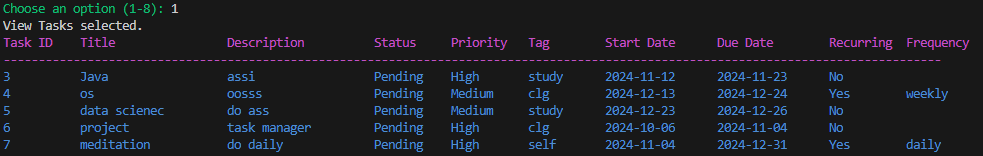 Choose an option (1-8): 1
View Tasks selected.
Task ID Title Description Status Priority Tag Start Date Due Date Recurring Frequency
--------------------------------------------------------------------------------------------------------------------------------------
3 Java assi Pending High study 2024-11-12 2024-11-23 No
4 os oosss Pending Medium clg 2024-12-13 2024-12-24 Yes weekly
5 data scienec do ass Pending Medium study 2024-12-23 2024-12-26 No
6 project task manager Pending High clg 2024-10-06 2024-11-04 No
7 meditation do daily Pending High self 2024-11-04 2024-12-31 Yes daily